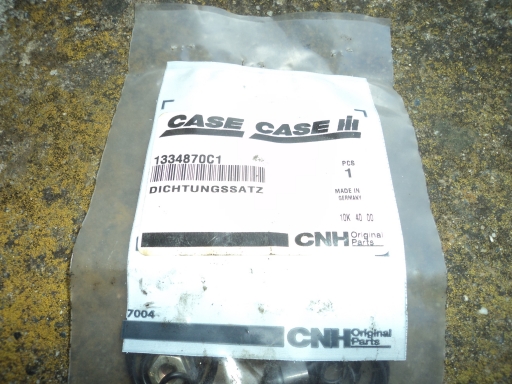 CASE CASE IH
1334870C1
PCB
1
DICHTUNGSSATZ
MADE IN
GERMANY
10K 40 00
CNH Original
Parts
7004
CNH Original
Parts